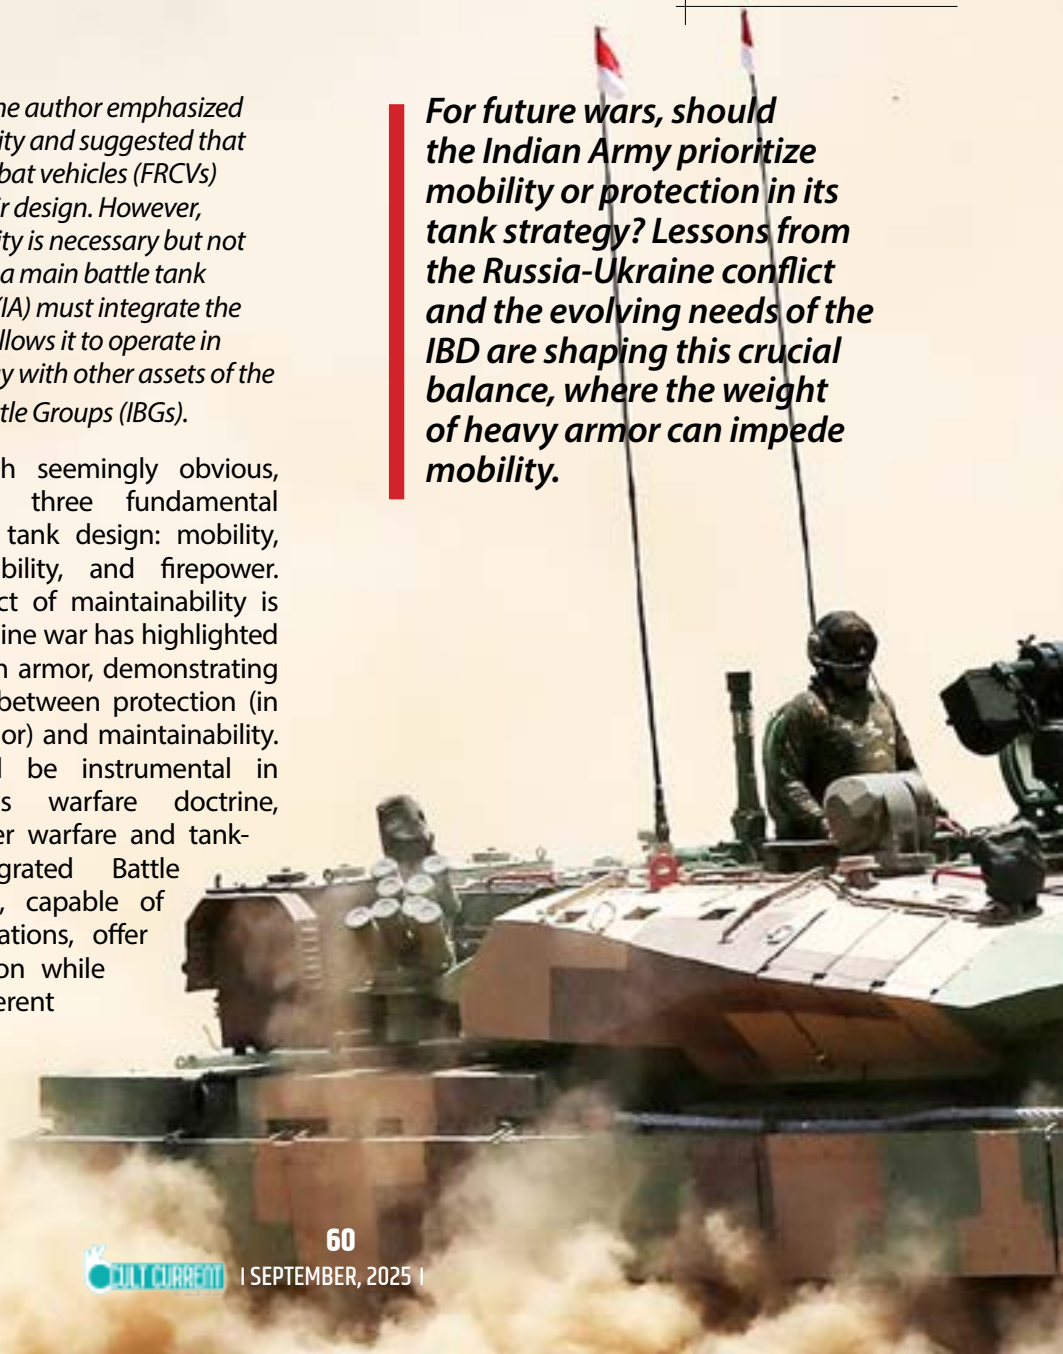 he author emphasized
ity and suggested that
bat vehicles (FRCVs)
r design. However,
ity is necessary but not
a main battle tank
(IA) must integrate the
llows it to operate in
y with other assets of the
tle Groups (IBGs).
h seemingly obvious,
three fundamental
tank design: mobility,
bility, and firepower.
ct of maintainability is
ine war has highlighted
n armor, demonstrating
between protection (in
or) and maintainability.
l be instrumental in
s warfare doctrine,
er warfare and tank-
grated Battle
, capable of
ations, offer
on while
erent
For future wars, should
the Indian Army prioritize
mobility or protection in its
tank strategy? Lessons from
the Russia-Ukraine conflict
and the evolving needs of the
IBD are shaping this crucial
balance, where the weight
of heavy armor can impede
mobility.
60
CULT CURRENT
I SEPTEMBER, 2025 I